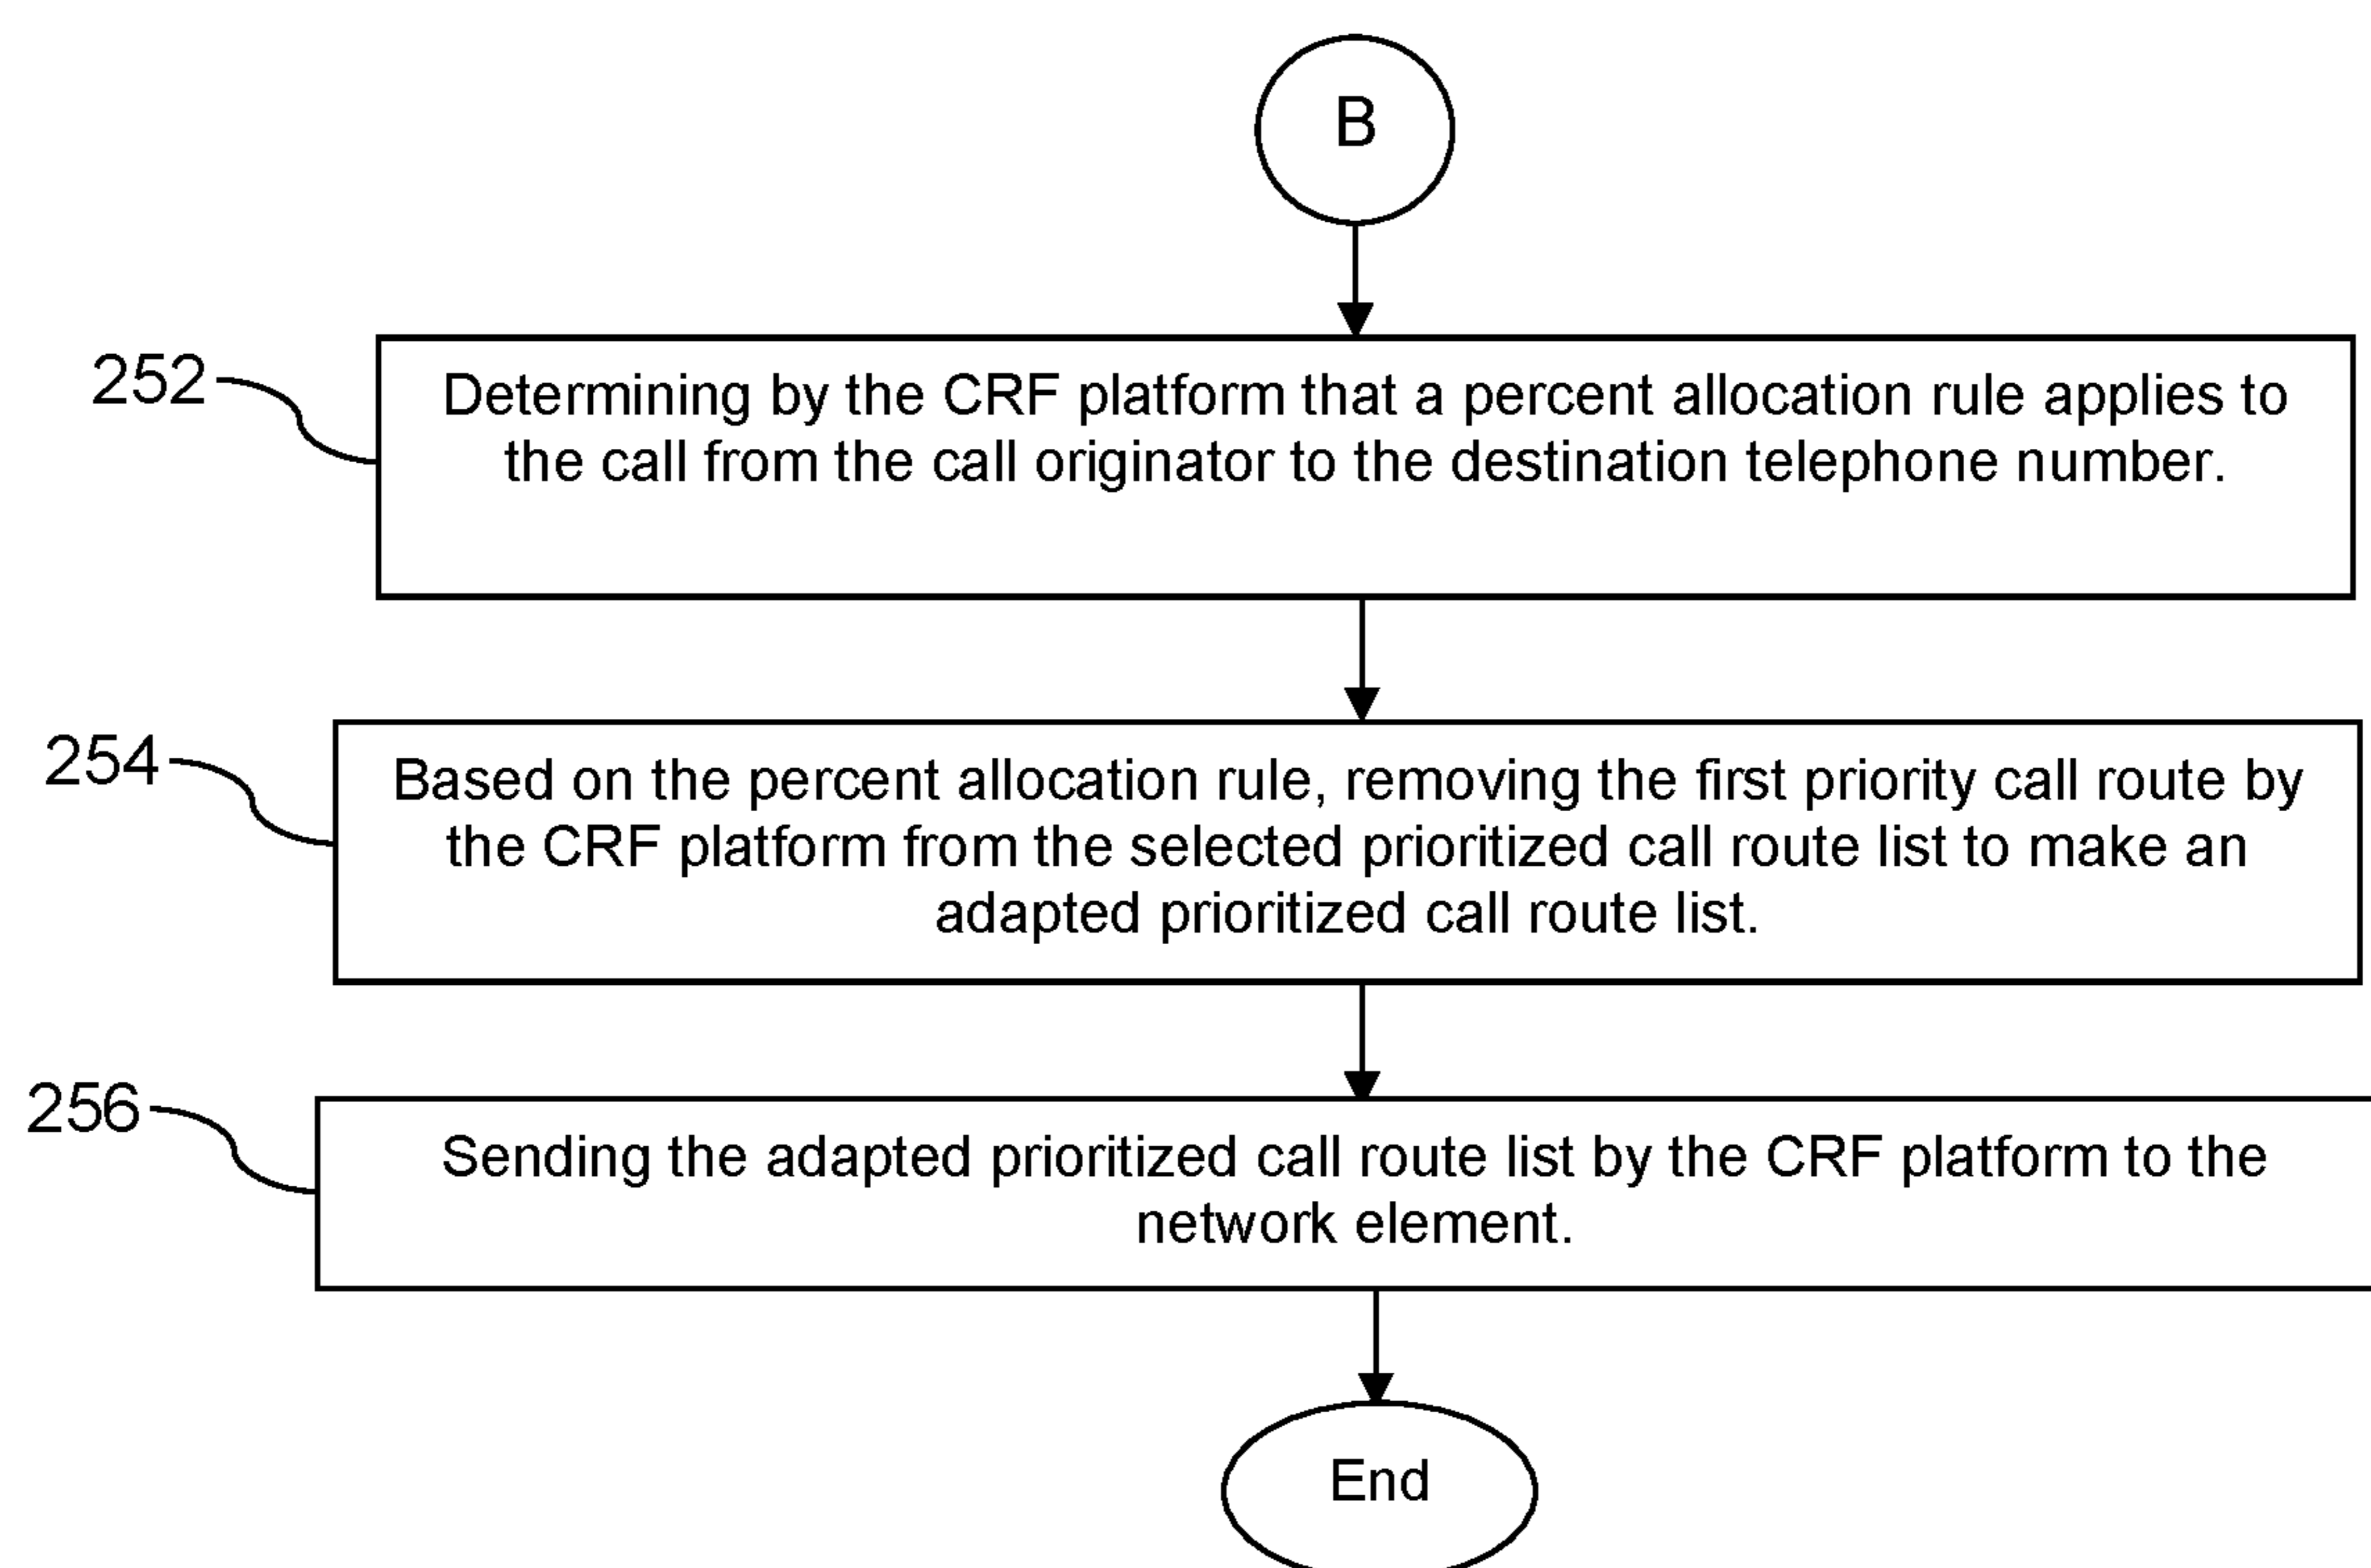 B
252
Determining by the CRF platform that a percent allocation rule applies to
the call from the call originator to the destination telephone number.
254
Based on the percent allocation rule, removing the first priority call route by
the CRF platform from the selected prioritized call route list to make an
adapted prioritized call route list.
256
Sending the adapted prioritized call route list by the CRF platform to the
network element.
End